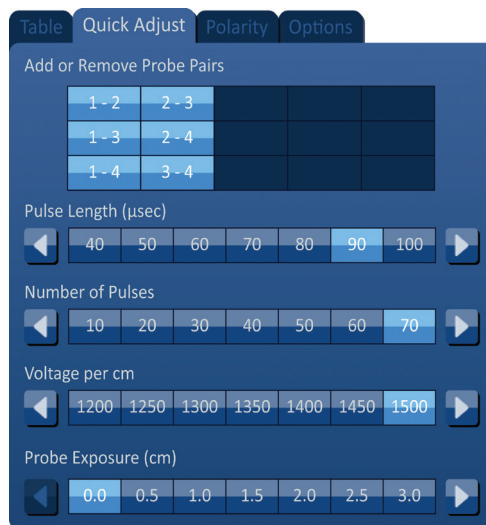 Table Quick Adjust Polarity Options
Add or Remove Probe Pairs
1 - 2 2 - 3
1 - 3 2 - 4
1 - 4 3 - 4
Pulse Length (µsec)
40 50 60 70 80 90 100
Number of Pulses
10 20 30 40 50 60 70
Voltage per cm
1200 1250 1300 1350 1400 1450 1500
Probe Exposure (cm)
0.0 0.5 1.0 1.5 2.0 2.5 3.0